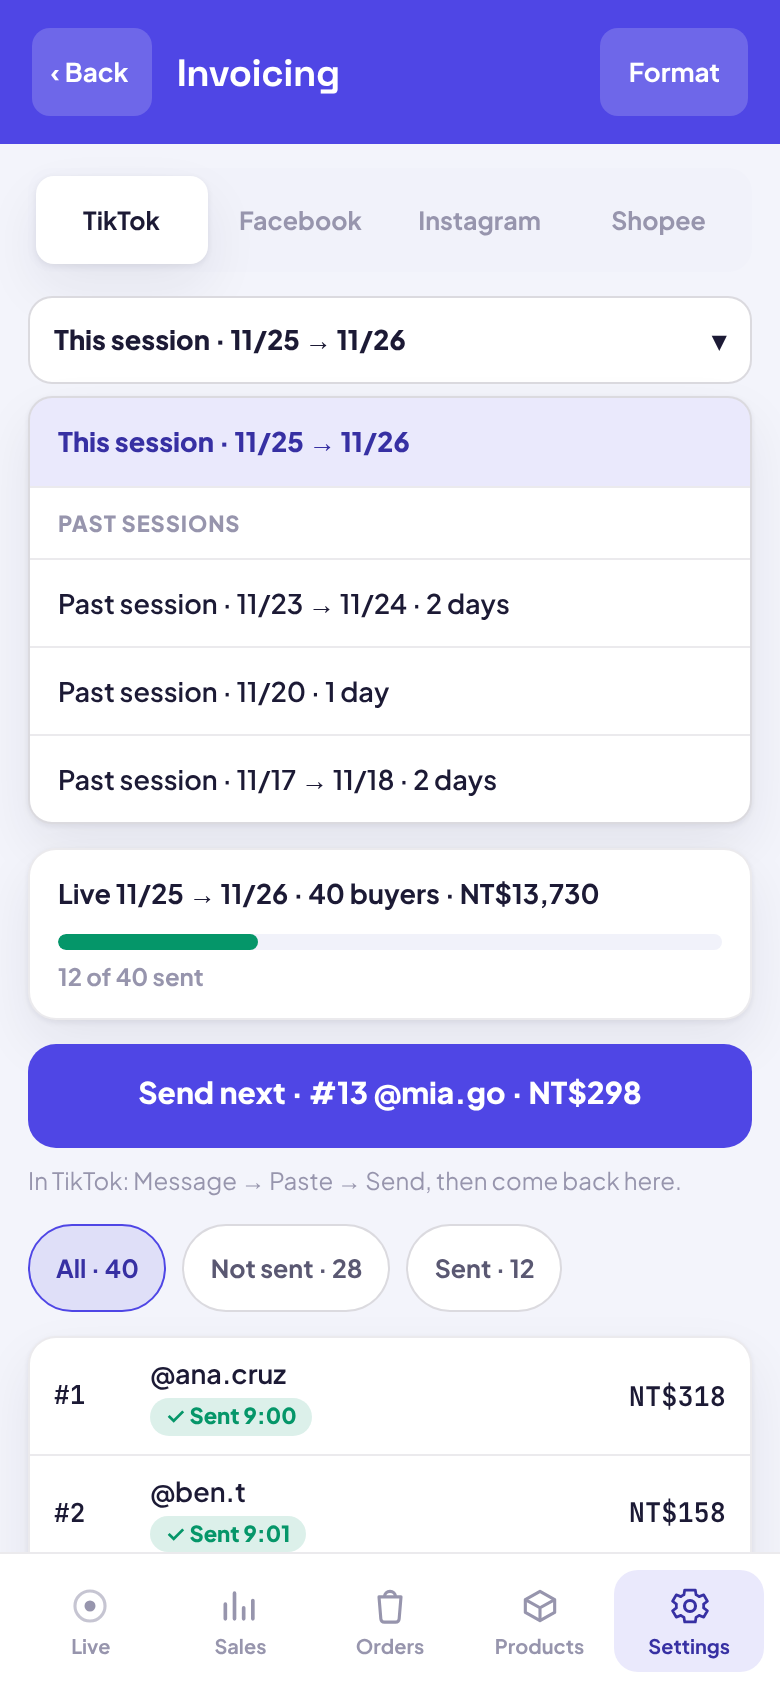 ‹ Back
Invoicing
Format
TikTok
Facebook
Instagram
Shopee
This session · 11/25 → 11/26 ▼
This session · 11/25 → 11/26
PAST SESSIONS
Past session · 11/23 → 11/24 · 2 days
Past session · 11/20 · 1 day
Past session · 11/17 → 11/18 · 2 days
Live 11/25 → 11/26 · 40 buyers · NT$13,730
12 of 40 sent
Send next · #13 @mia.go · NT$298
In TikTok: Message → Paste → Send, then come back here.
All · 40
Not sent · 28
Sent · 12
#1
@ana.cruz
✓ Sent 9:00
NT$318
#2
@ben.t
✓ Sent 9:01
NT$158
Live
Sales
Orders
Products
Settings